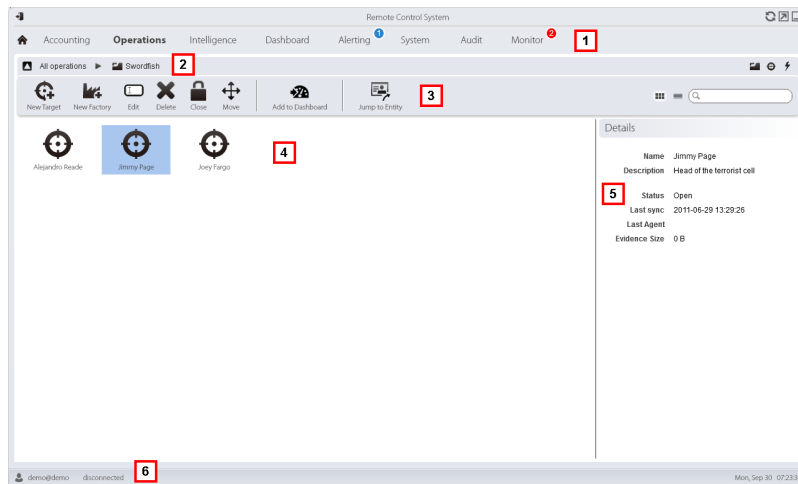 Remote Control System
Accounting Operations Intelligence Dashboard Alerting 1 System Audit Monitor 2 1
All operations Swordfish 2
New Target New Factory Edit Delete Close Move Add to Dashboard Jump to Entity 3
Alejandro Reade Jimmy Page Joey Fargo 4
Details
Name Jimmy Page
Description Head of the terrorist cell
5 Status Open
Last sync 2011-06-29 13:29:26
Last Agent
Evidence Size 0 B
demo@demo disconnected 6
Mon, Sep 30 07:23:3